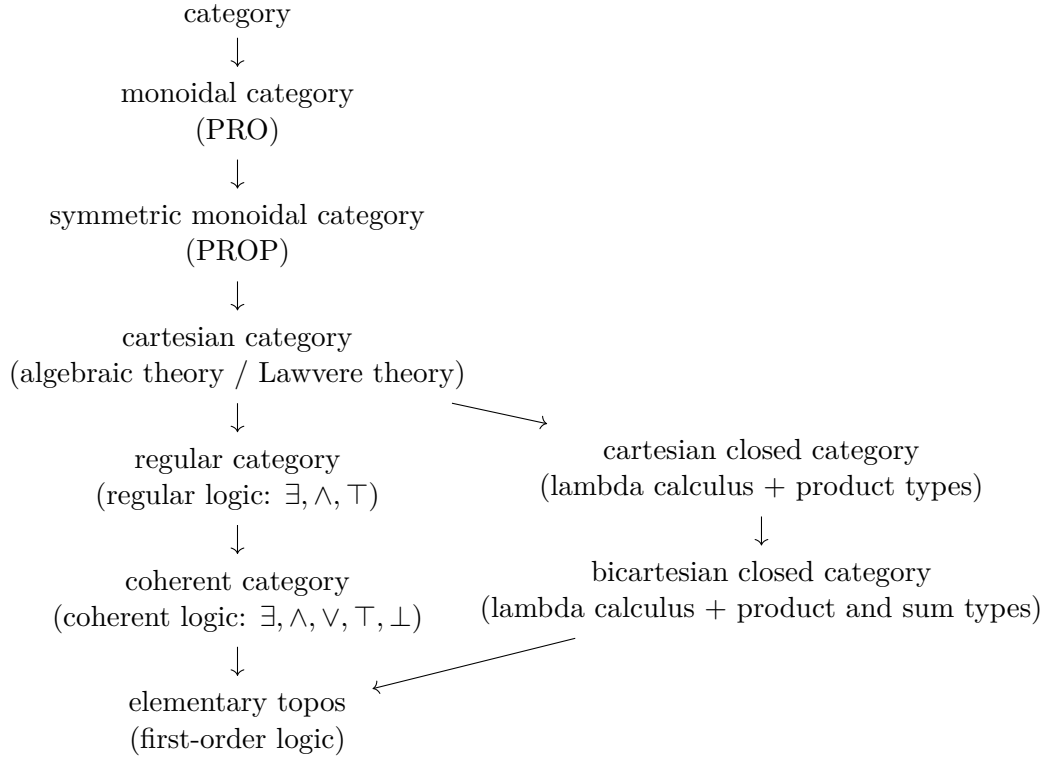 category
monoidal category
(PRO)
symmetric monoidal category
(PROP)
cartesian category
(algebraic theory / Lawvere theory)
regular category
(regular logic: ∃, ∧, ⊤)
cartesian closed category
(lambda calculus + product types)
coherent category
(coherent logic: ∃, ∧, ∨, ⊤, ⊥)
bicartesian closed category
(lambda calculus + product and sum types)
elementary topos
(first-order logic)